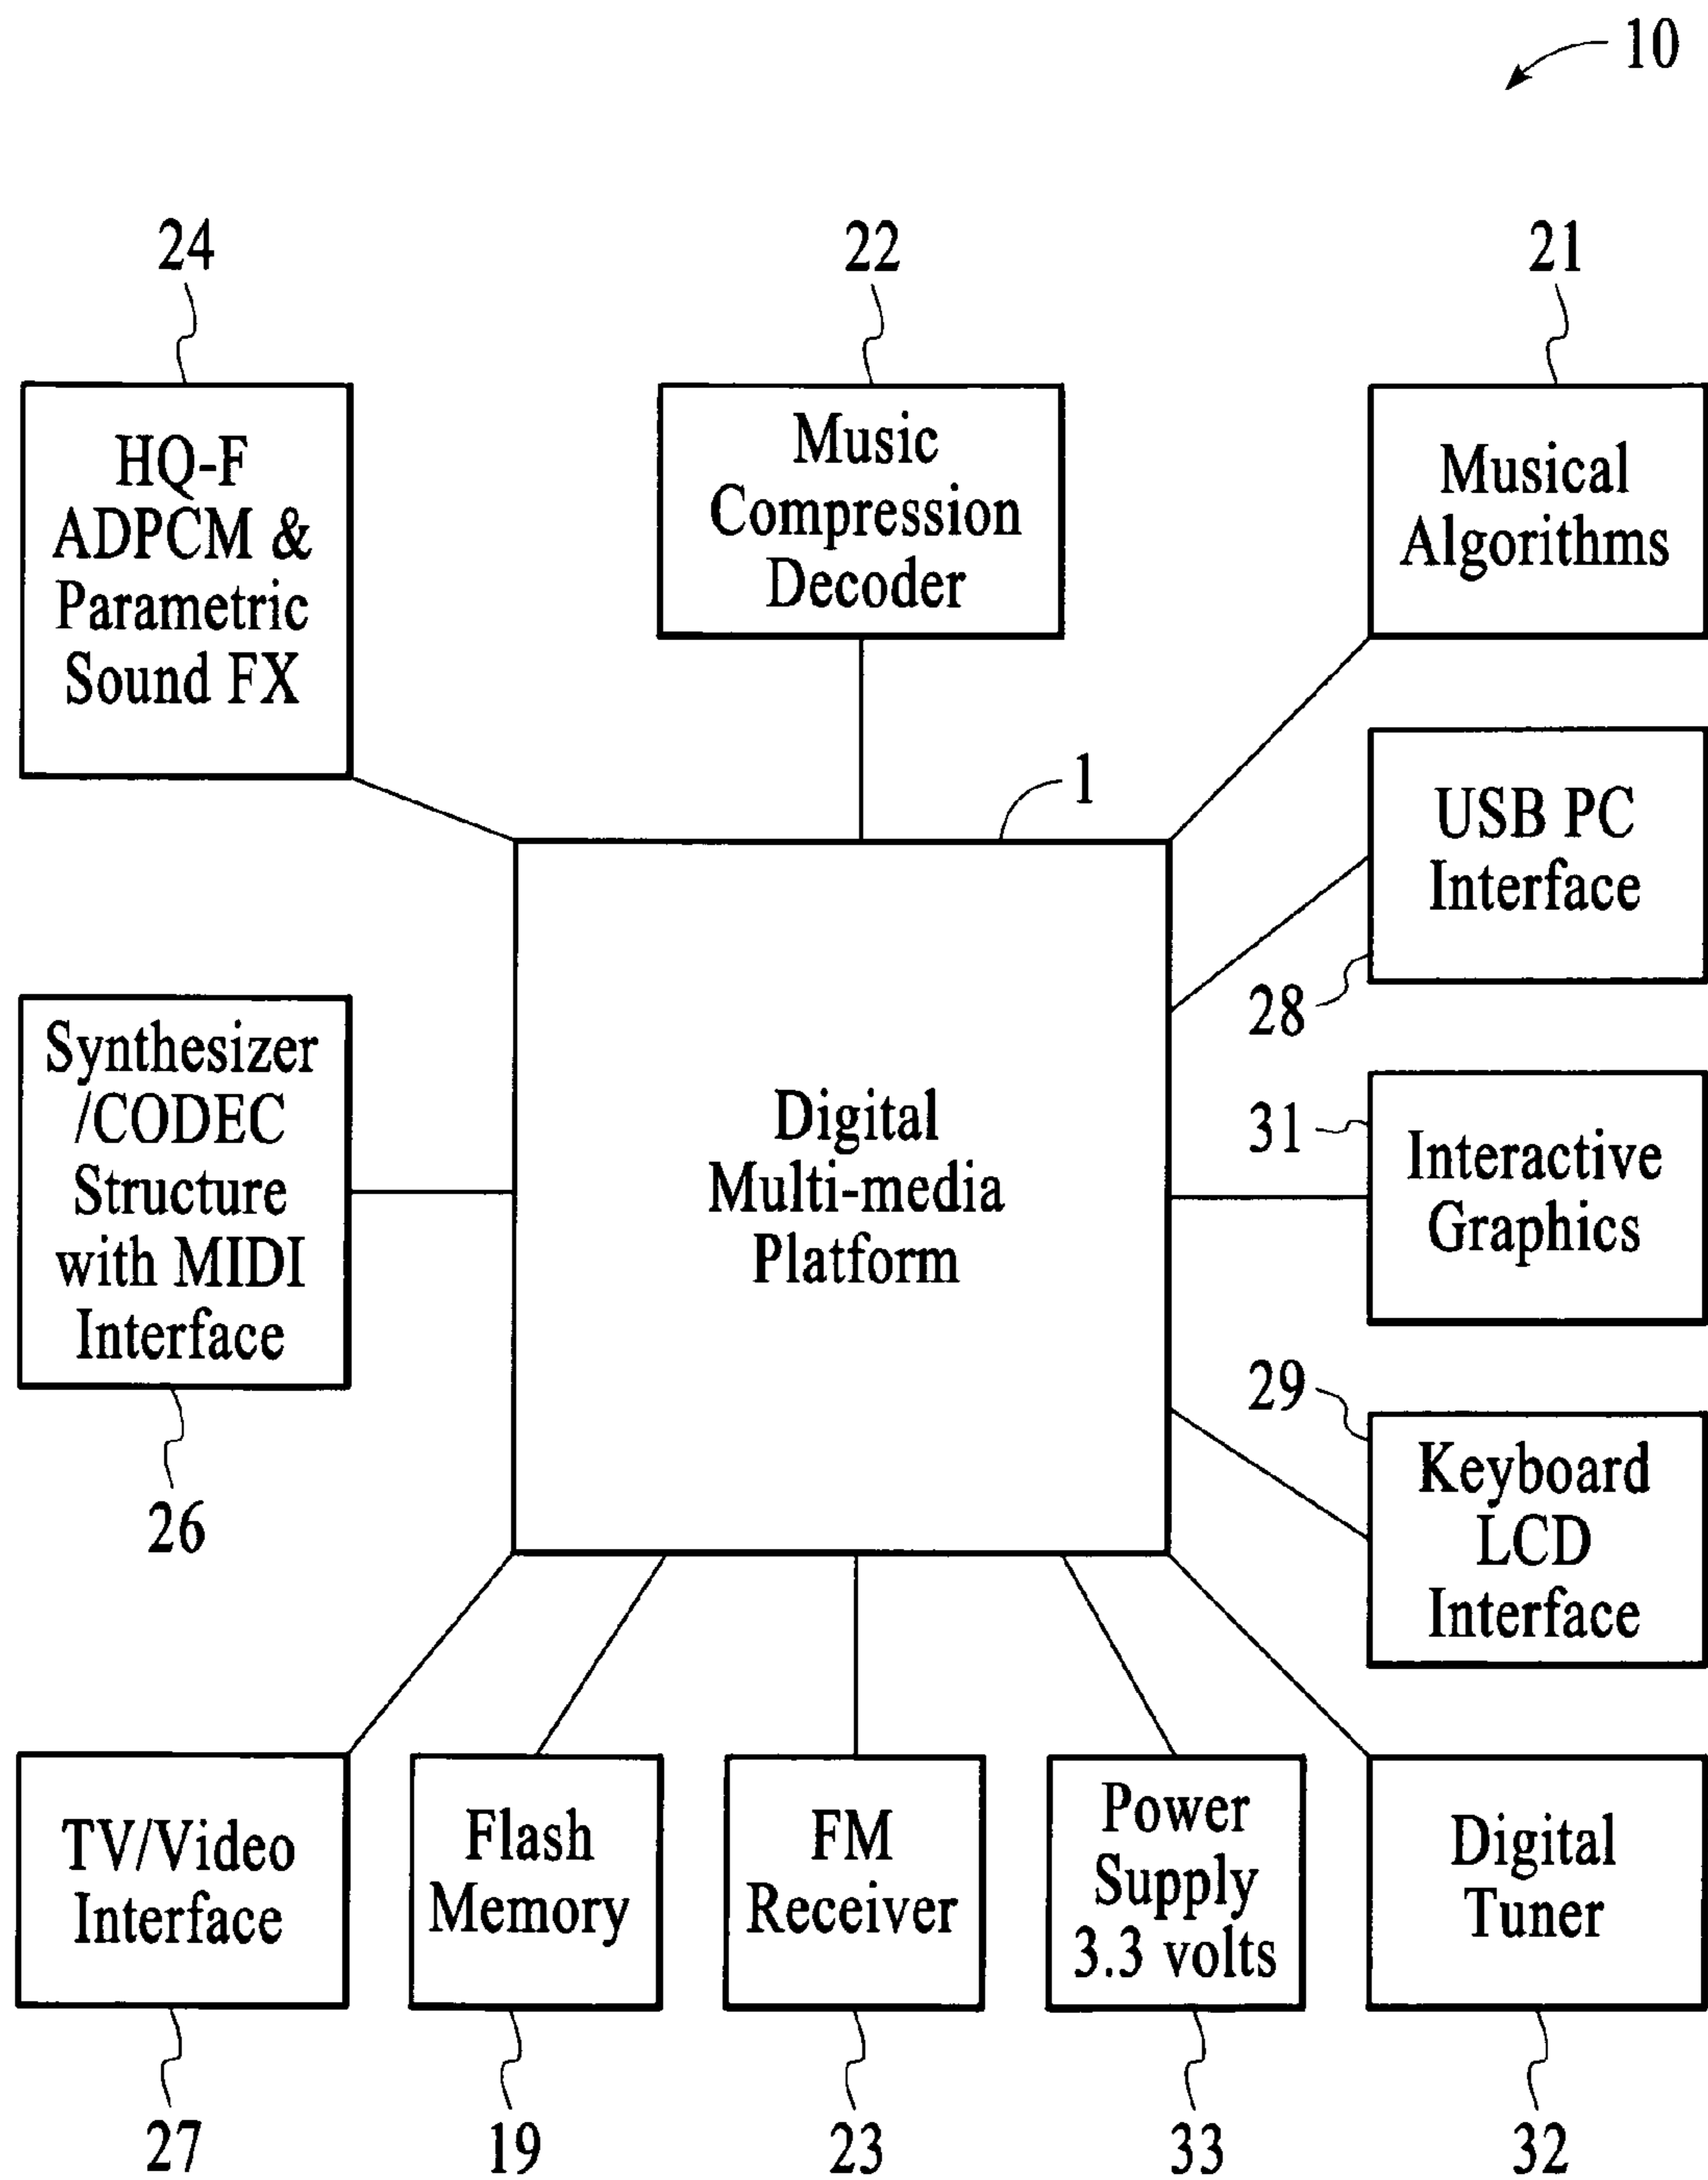 10
24
22
21
HQ-F
ADPCM &
Parametric
Sound FX
Music
Compression
Decoder
Musical
Algorithms
1
USB PC
Interface
28
Synthesizer
/CODEC
Structure
with MIDI
Interface
26
Digital
Multi-media
Platform
31
Interactive
Graphics
29
Keyboard
LCD
Interface
TV/Video
Interface
Flash
Memory
FM
Receiver
Power
Supply
3.3 volts
Digital
Tuner
27
19
23
33
32